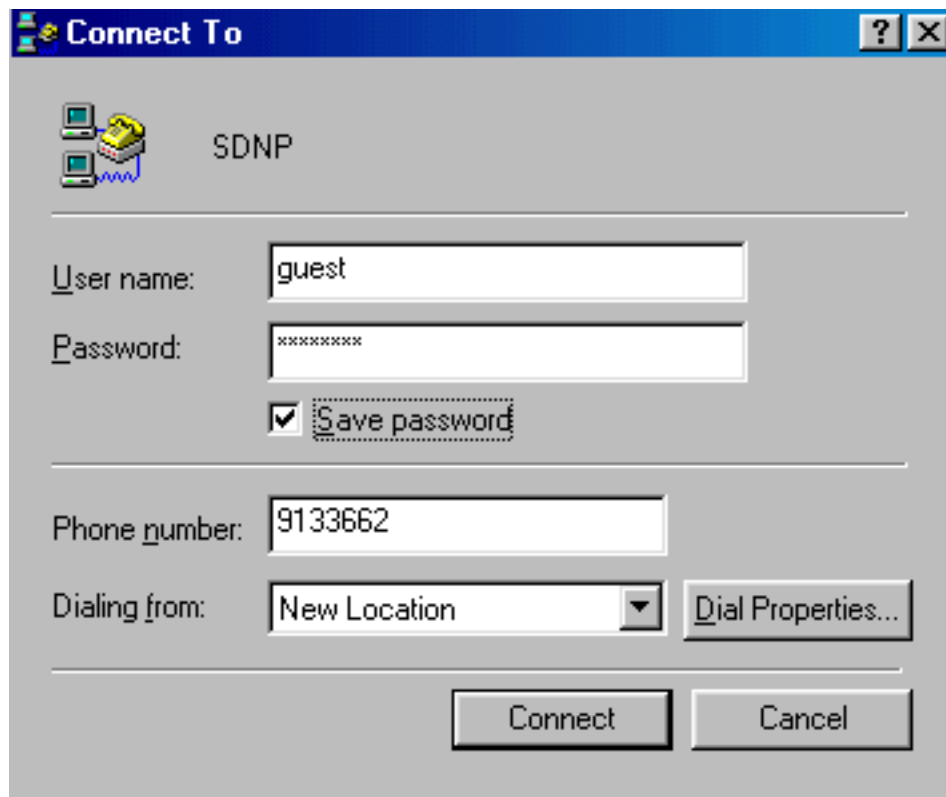 Connect To
SDNP
User name: guest
Password: ********
Save password
Phone number: 9133662
Dialing from: New Location Dial Properties...
Connect Cancel